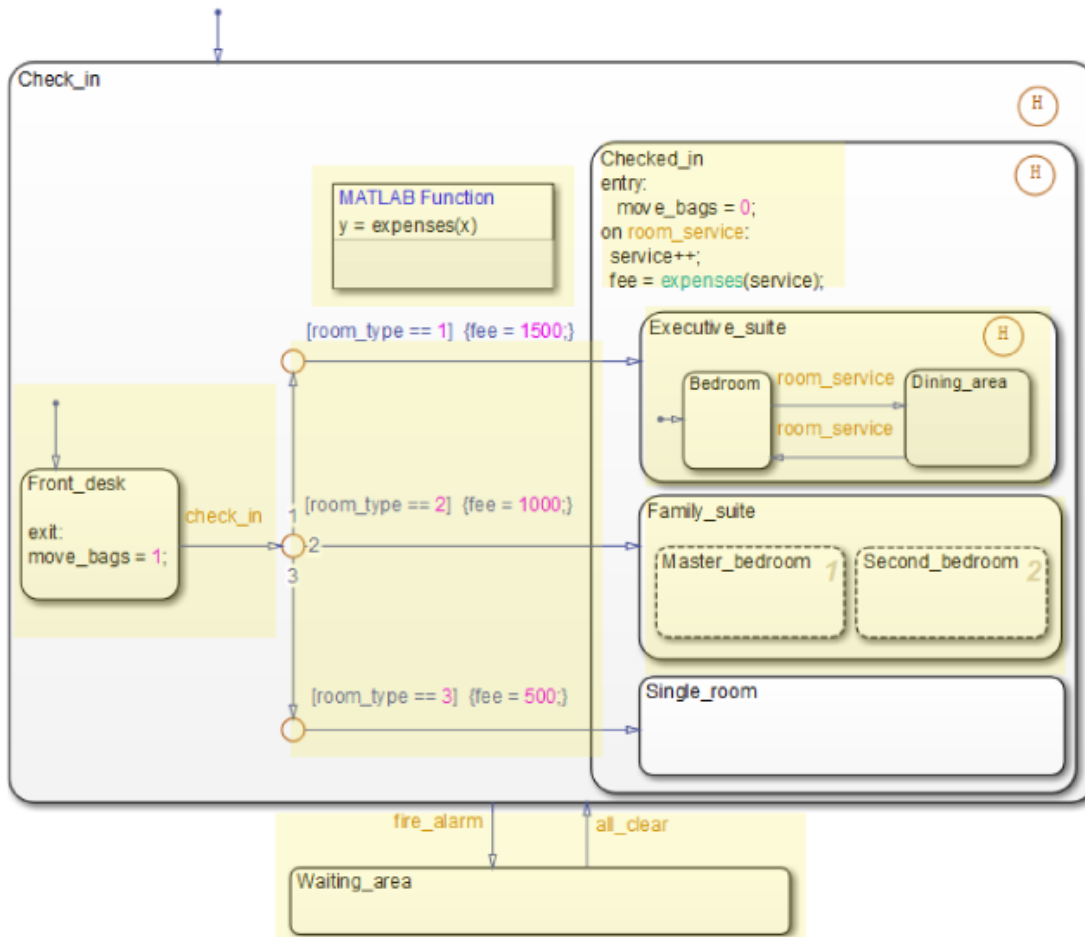 Check_in
H
Checked_in
H
entry:
move_bags = 0;
on room_service:
service++;
fee = expenses(service);
MATLAB Function
y = expenses(x)
[room_type == 1] {fee = 1500;}
Executive_suite
H
Bedroom
room_service
Dining_area
room_service
Front_desk
exit:
move_bags = 1;
check_in
1
2
3
[room_type == 2] {fee = 1000;}
Family_suite
Master_bedroom
1
Second_bedroom
2
[room_type == 3] {fee = 500;}
Single_room
fire_alarm
all_clear
Waiting_area